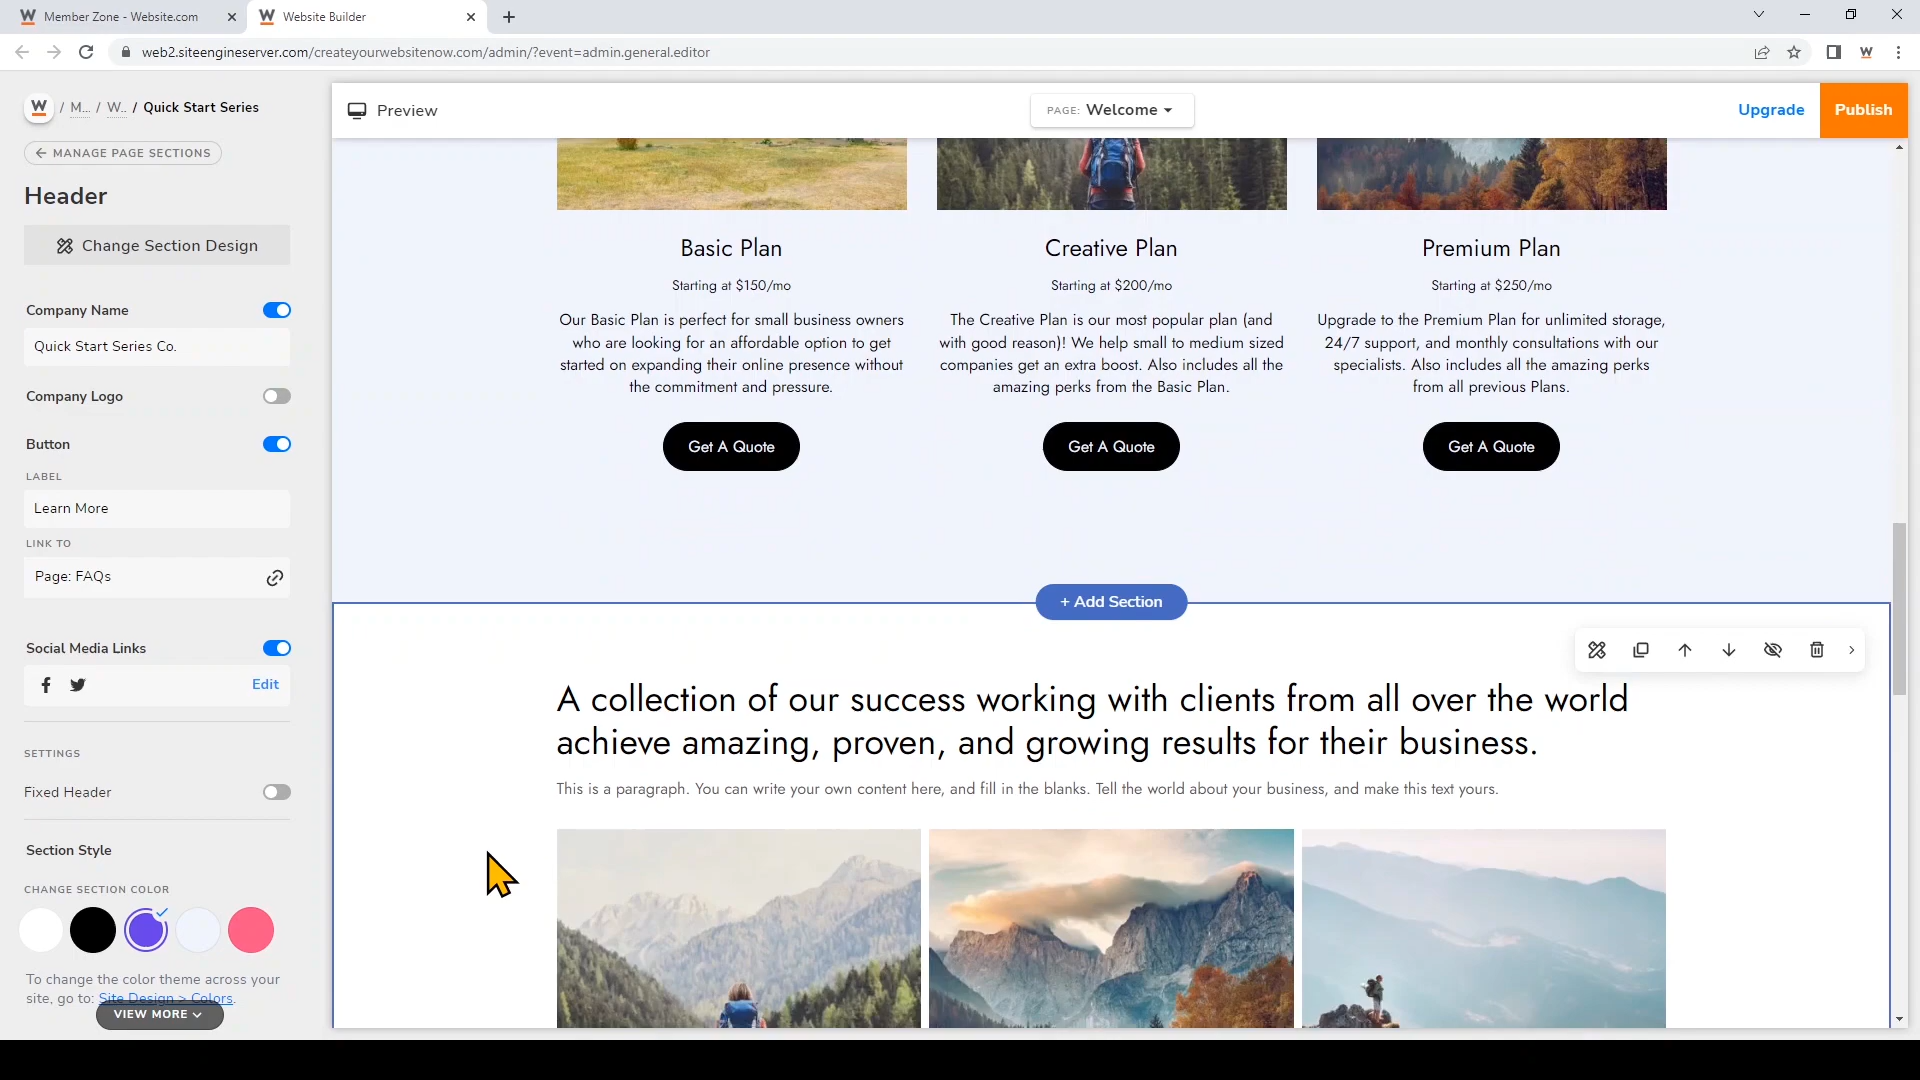 Member Zone - Website.com
Website Builder
web2.siteengineserver.com/createyourwebsitenow.com/admin/?event=admin.general.editor
W / M... / W.. / Quick Start Series
MANAGE PAGE SECTIONS
Header
Change Section Design
Company Name
Quick Start Series Co.
Company Logo
Button
LABEL
Learn More
LINK TO
Page: FAQs
Social Media Links
Edit
SETTINGS
Fixed Header
Section Style
CHANGE SECTION COLOR
To change the color theme across your
site, go to: Site Design > Colors.
VIEW MORE
Preview
PAGE: Welcome
Upgrade
Publish
Basic Plan
Starting at $150/mo
Our Basic Plan is perfect for small business owners
who are looking for an affordable option to get
started on expanding their online presence without
the commitment and pressure.
Get A Quote
Creative Plan
Starting at $200/mo
The Creative Plan is our most popular plan (and
with good reason)! We help small to medium sized
companies get an extra boost. Also includes all the
amazing perks from the Basic Plan.
Get A Quote
Premium Plan
Starting at $250/mo
Upgrade to the Premium Plan for unlimited storage,
24/7 support, and monthly consultations with our
specialists. Also includes all the amazing perks
from all previous Plans.
Get A Quote
+ Add Section
A collection of our success working with clients from all over the world
achieve amazing, proven, and growing results for their business.
This is a paragraph. You can write your own content here, and fill in the blanks. Tell the world about your business, and make this text yours.